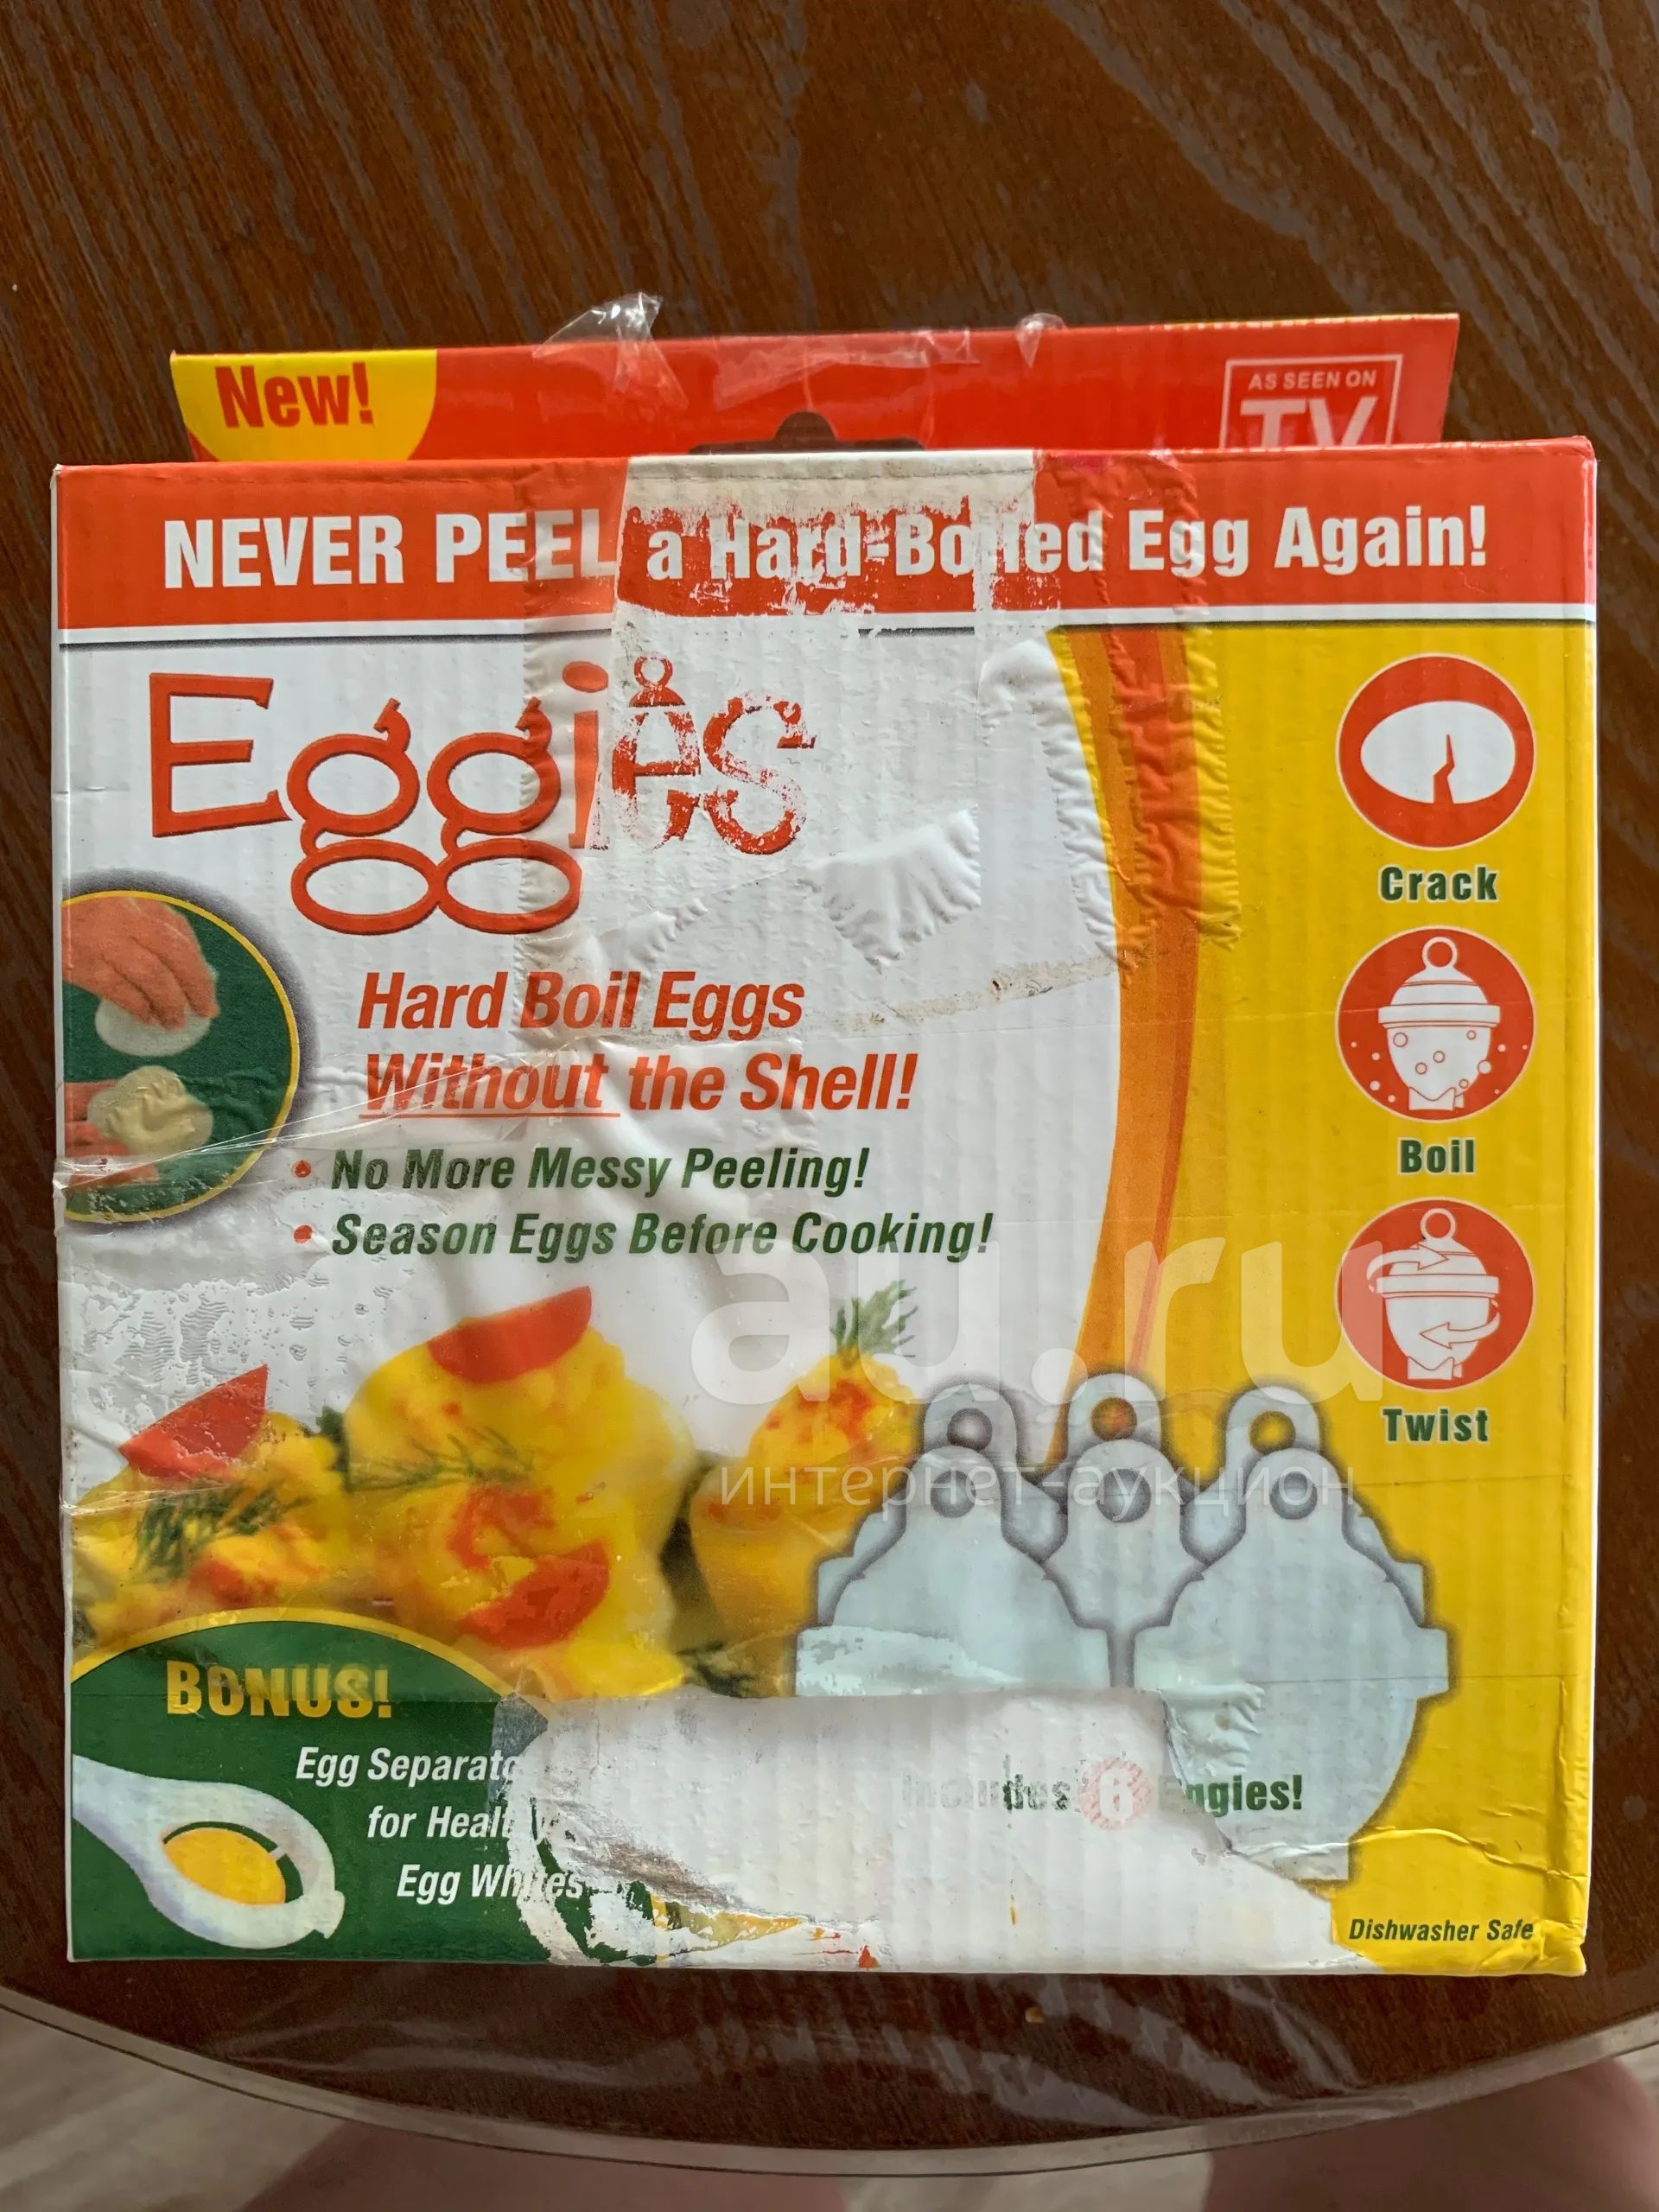 New!
AS SEEN ON
TV
NEVER PEEL a Hard-Boiled Egg Again!
Eggies
Crack
Hard Boil Eggs
Without the Shell!
Boil
• No More Messy Peeling!
• Season Eggs Before Cooking!
au.ru
интернет-аукцион
Twist
BONUS!
Egg Separato
for Healthy
Egg Whites
Includes 6 Eggies!
Dishwasher Safe